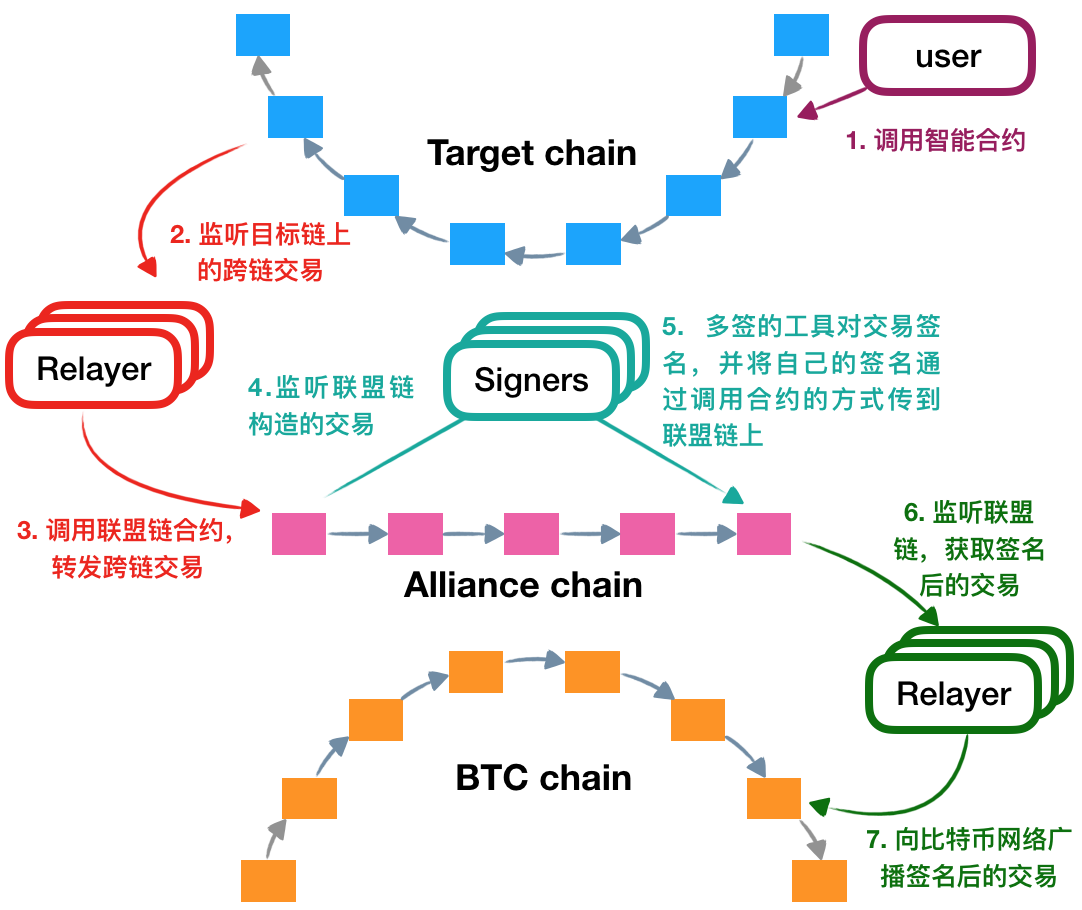 user
1. 调用智能合约
Target chain
2. 监听目标链上
的跨链交易
Relayer
Signers
5. 多签的工具对交易签
名，并将自己的签名通
过调用合约的方式传到
联盟链上
4.监听联盟链
构造的交易
3. 调用联盟链合约，
转发跨链交易
Alliance chain
6. 监听联盟
链，获取签名
后的交易
Relayer
BTC chain
7. 向比特币网络广
播签名后的交易